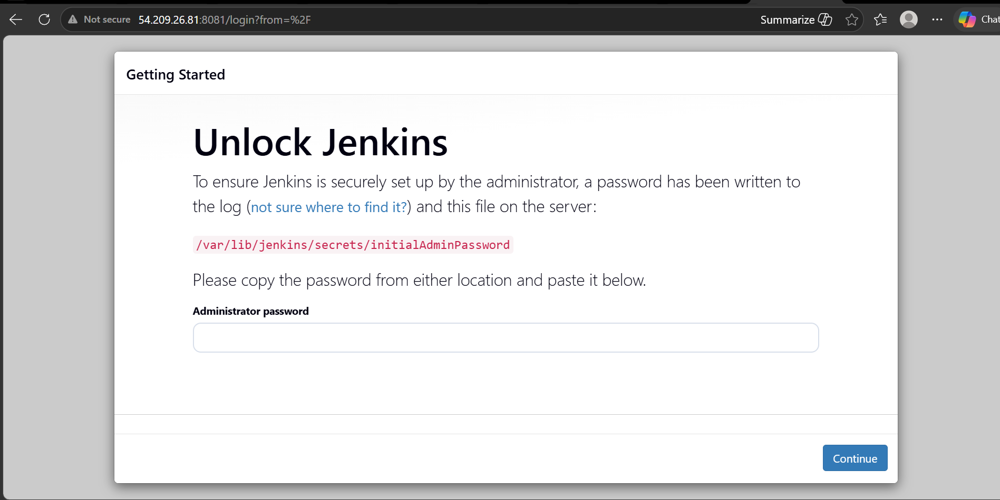 Not secure 54.209.26.81:8081/login?from=%2F Summarize Chat
Getting Started
Unlock Jenkins
To ensure Jenkins is securely set up by the administrator, a password has been written to
the log (not sure where to find it?) and this file on the server:
/var/lib/jenkins/secrets/initialAdminPassword
Please copy the password from either location and paste it below.
Administrator password
Continue